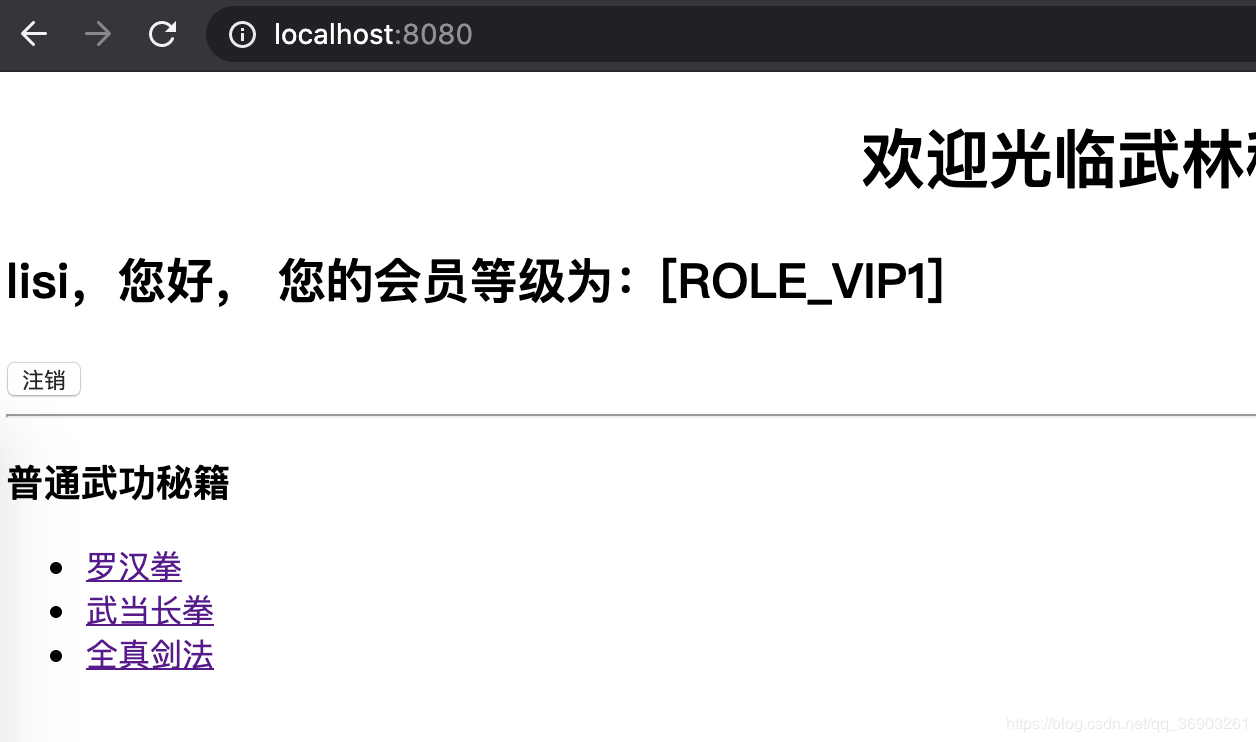 localhost:8080
欢迎光临武林
lisi，您好， 您的会员等级为：[ROLE_VIP1]
注销
普通武功秘籍
罗汉拳
武当长拳
全真剑法
https://blog.csdn.net/qq_36903261